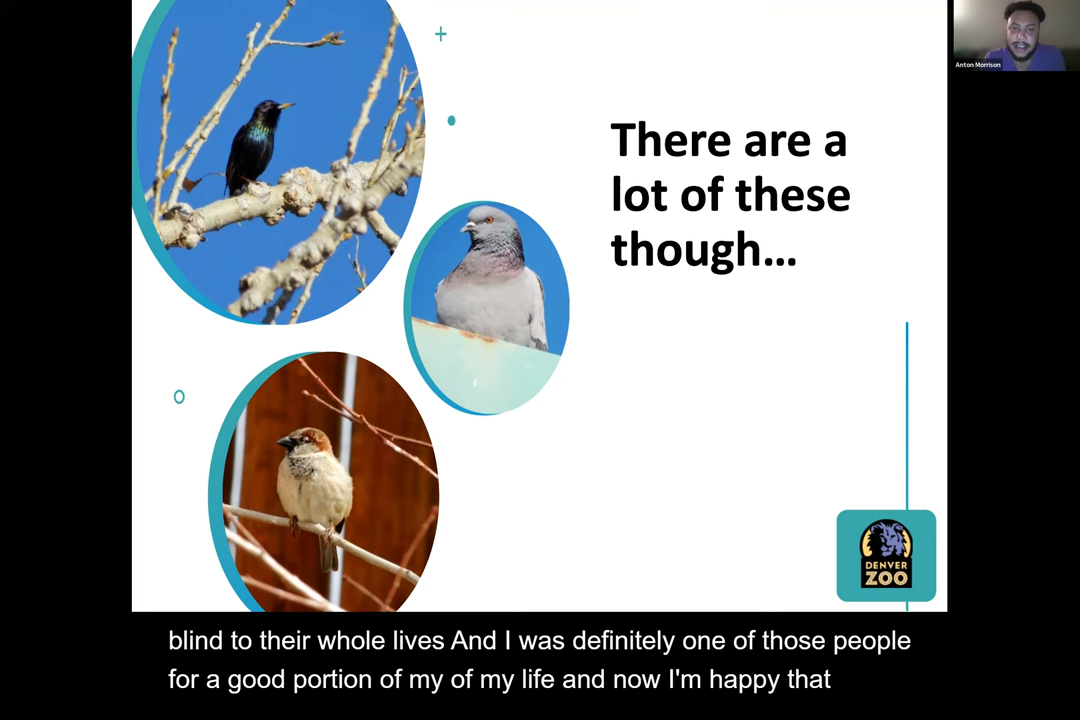 Anton Morrison
There are a
lot of these
though...
DENVER
ZOO
blind to their whole lives And I was definitely one of those people
for a good portion of my of my life and now I'm happy that